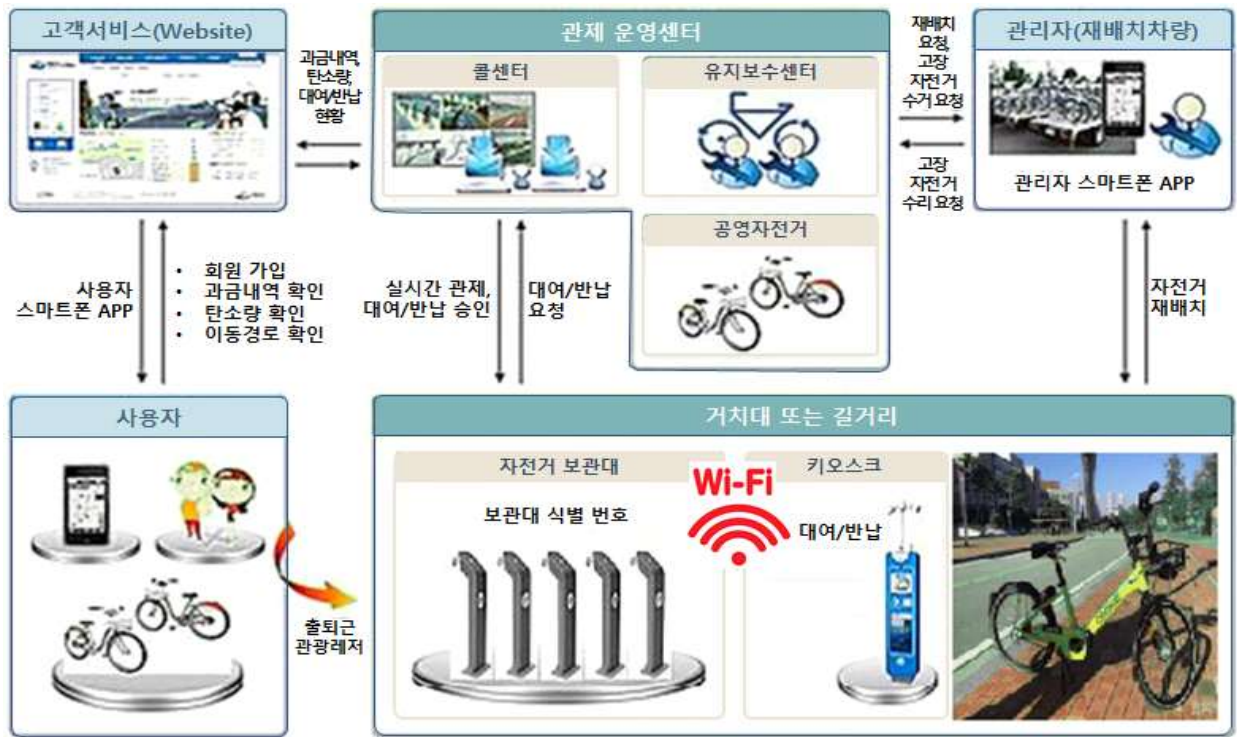 고객서비스(Website)
과금내역,
탄소량,
대여/반납
현황
관제 운영센터
콜센터
유지보수센터
공영자전거
재배치
요청,
고장
자전거
수거 요청
고장
자전거
수리 요청
관리자(재배치차량)
관리자 스마트폰 APP
사용자
스마트폰 APP
• 회원 가입
• 과금내역 확인
• 탄소량 확인
• 이동경로 확인
실시간 관제,
대여/반납 승인
대여/반납
요청
자전거
재배치
사용자
출퇴근
관광레저
거치대 또는 길거리
자전거 보관대
보관대 식별 번호
Wi-Fi
키오스크
대여/반납